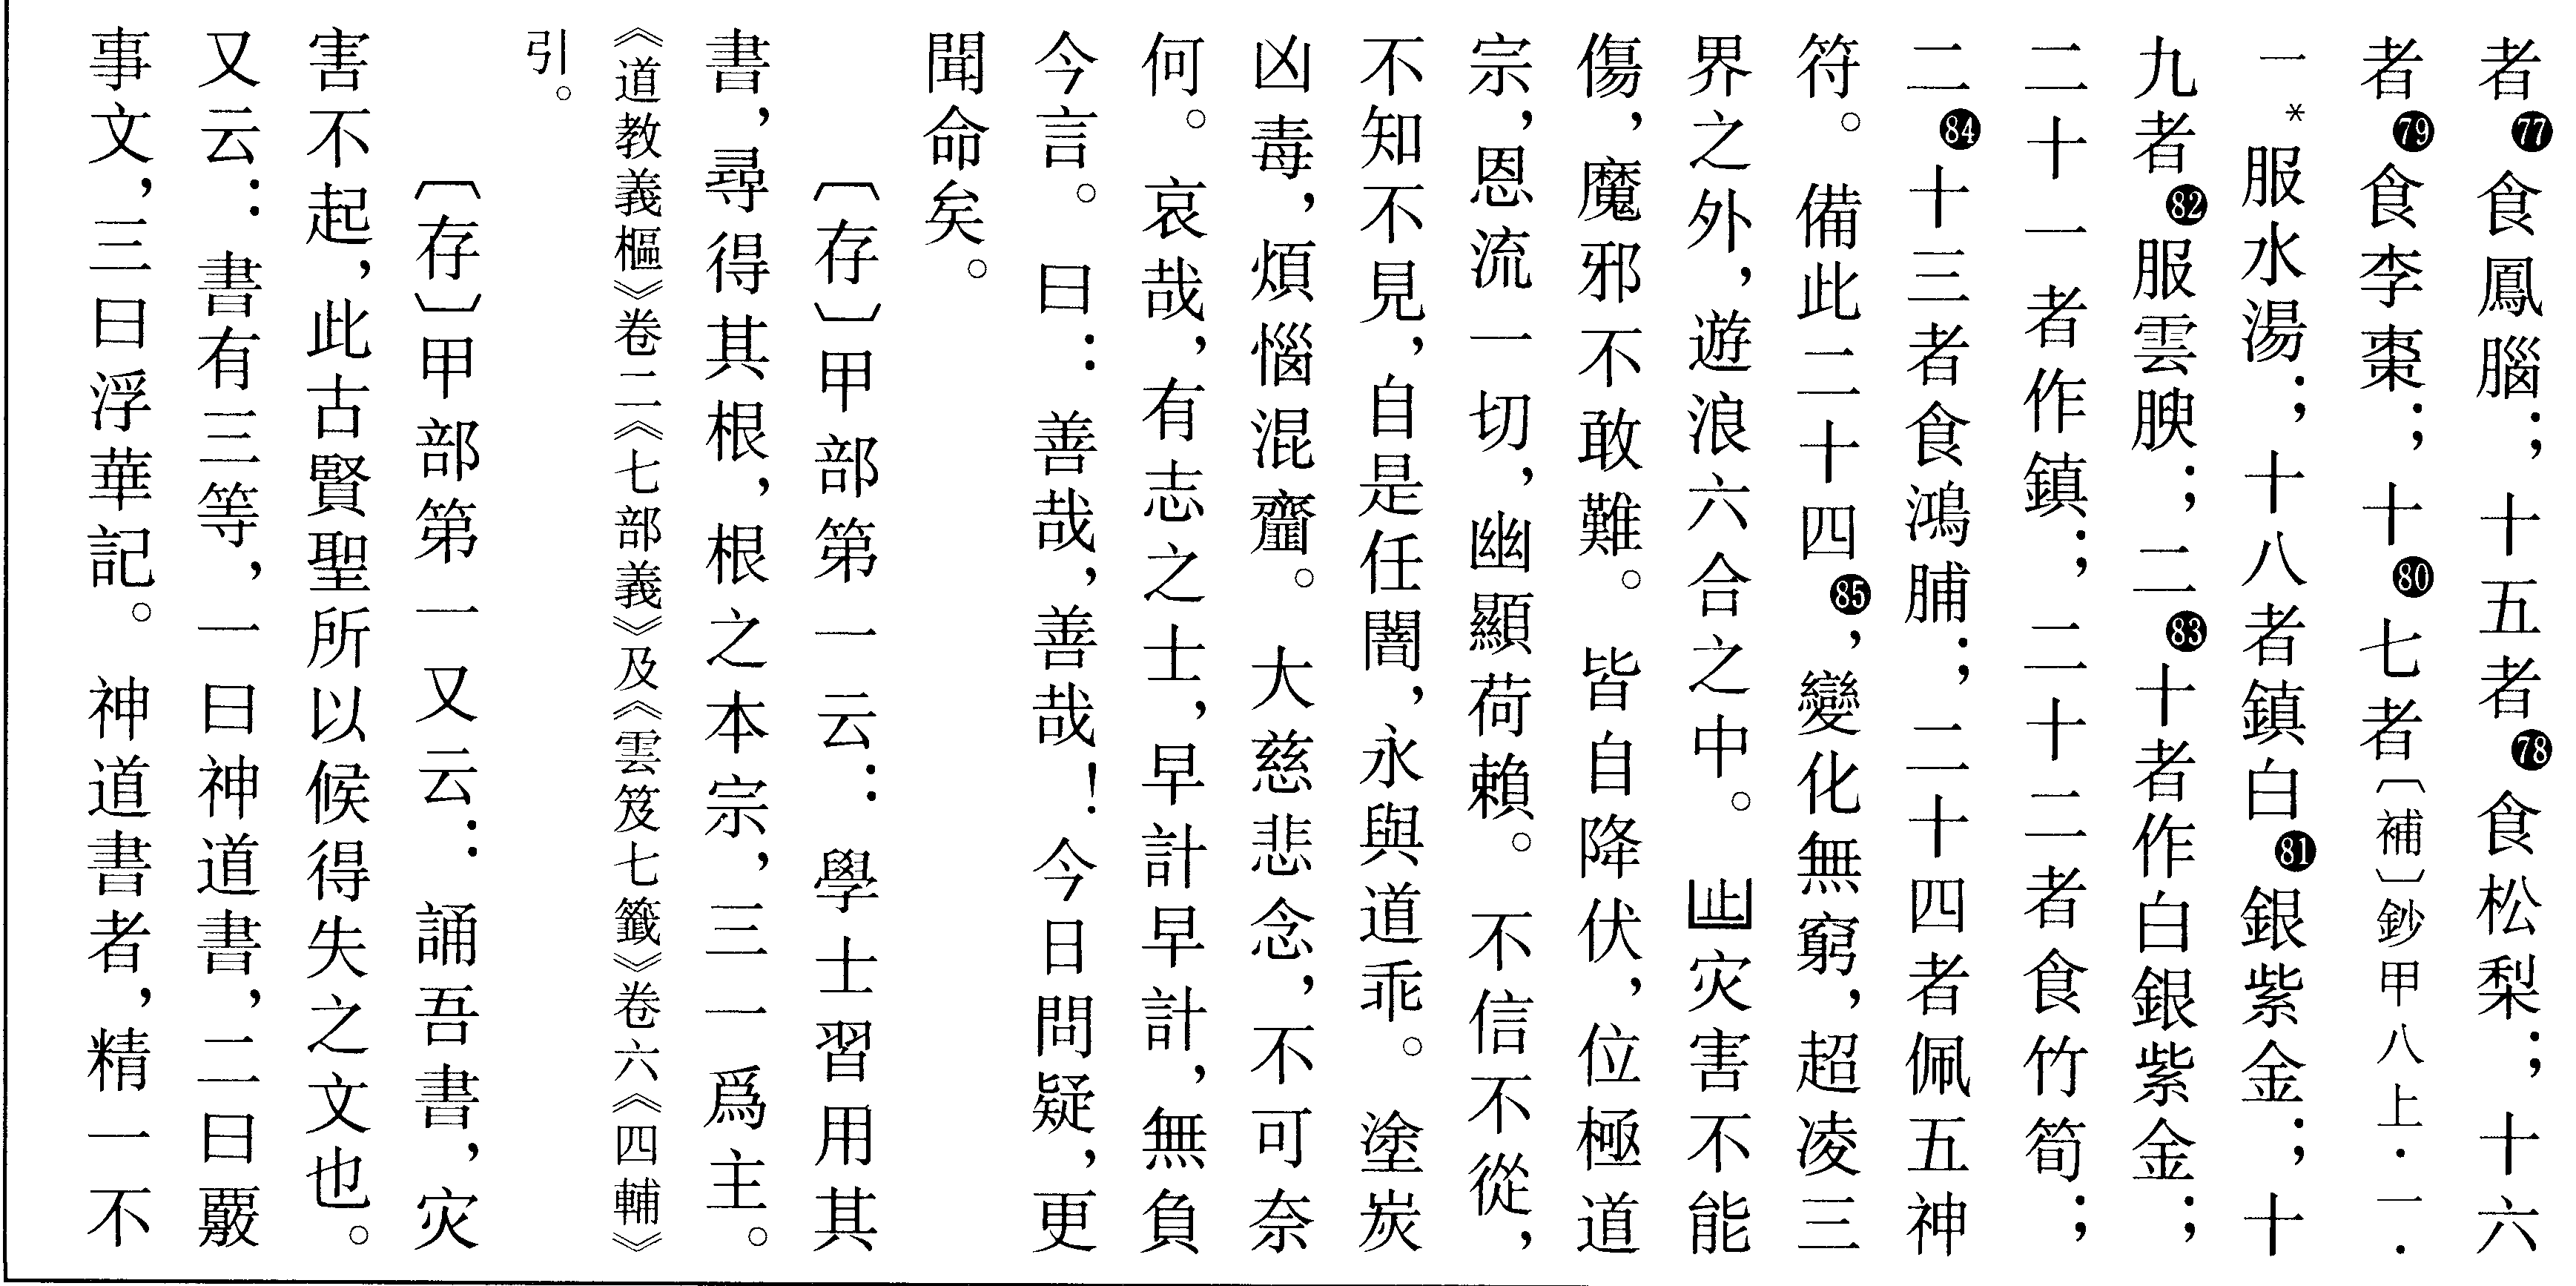 者77食鳳腦；十五者78食松梨；十六
者79食李棗；十80七者〔補〕鈔甲八上·一·
一*服水湯；十八者鎮白81銀紫金；十
九者82服雲腴；二83十者作白銀紫金；
二十一者作鎮；二十二者食竹筍；
二84十三者食鴻脯；二十四者佩五神
符。備此二十四85，變化無窮，超凌三
界之外，遊浪六合之中。止灾害不能
傷，魔邪不敢難。皆自降伏，位極道
宗，恩流一切，幽顯荷賴。不信不從，
不知不見，自是任闇，永與道乖。塗炭
凶毒，煩惱混齏。大慈悲念，不可奈
何。哀哉，有志之士，早計早計，無負
今言。曰：善哉，善哉！今日問疑，更
聞命矣。
〔存〕甲部第一云：學士習用其
書，尋得其根，根之本宗，三一爲主。
《道教義樞》卷二《七部義》及《雲笈七籤》卷六《四輔》
引。
〔存〕甲部第一又云：誦吾書，灾
害不起，此古賢聖所以候得失之文也。
又云：書有三等，一曰神道書，二曰覈
事文，三曰浮華記。神道書者，精一不